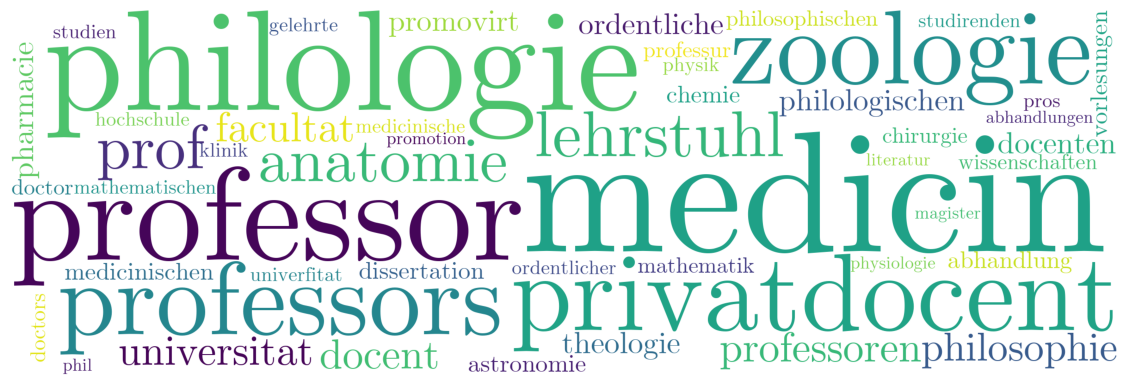 studien
gelehrte
promovirt
ordentliche
philosophischen
studirenden
philologie
professur
zoologie
vorlesungen
physik
pharmacie
chemie
philologischen
pros
abhandlungen
hochschule
facultat
medicinische
lehrstuhl
chirurgie
docenten
prof
klinik
promotion
anatomie
literatur
wissenschaften
doctor
mathematischen
professor
medicin
magister
medicinischen
univerfitat
dissertation
ordentlicher
mathematik
physiologie
abhandlung
doctors
professors
privatdocent
universitat
docent
theologie
professoren
philosophie
phil
astronomie